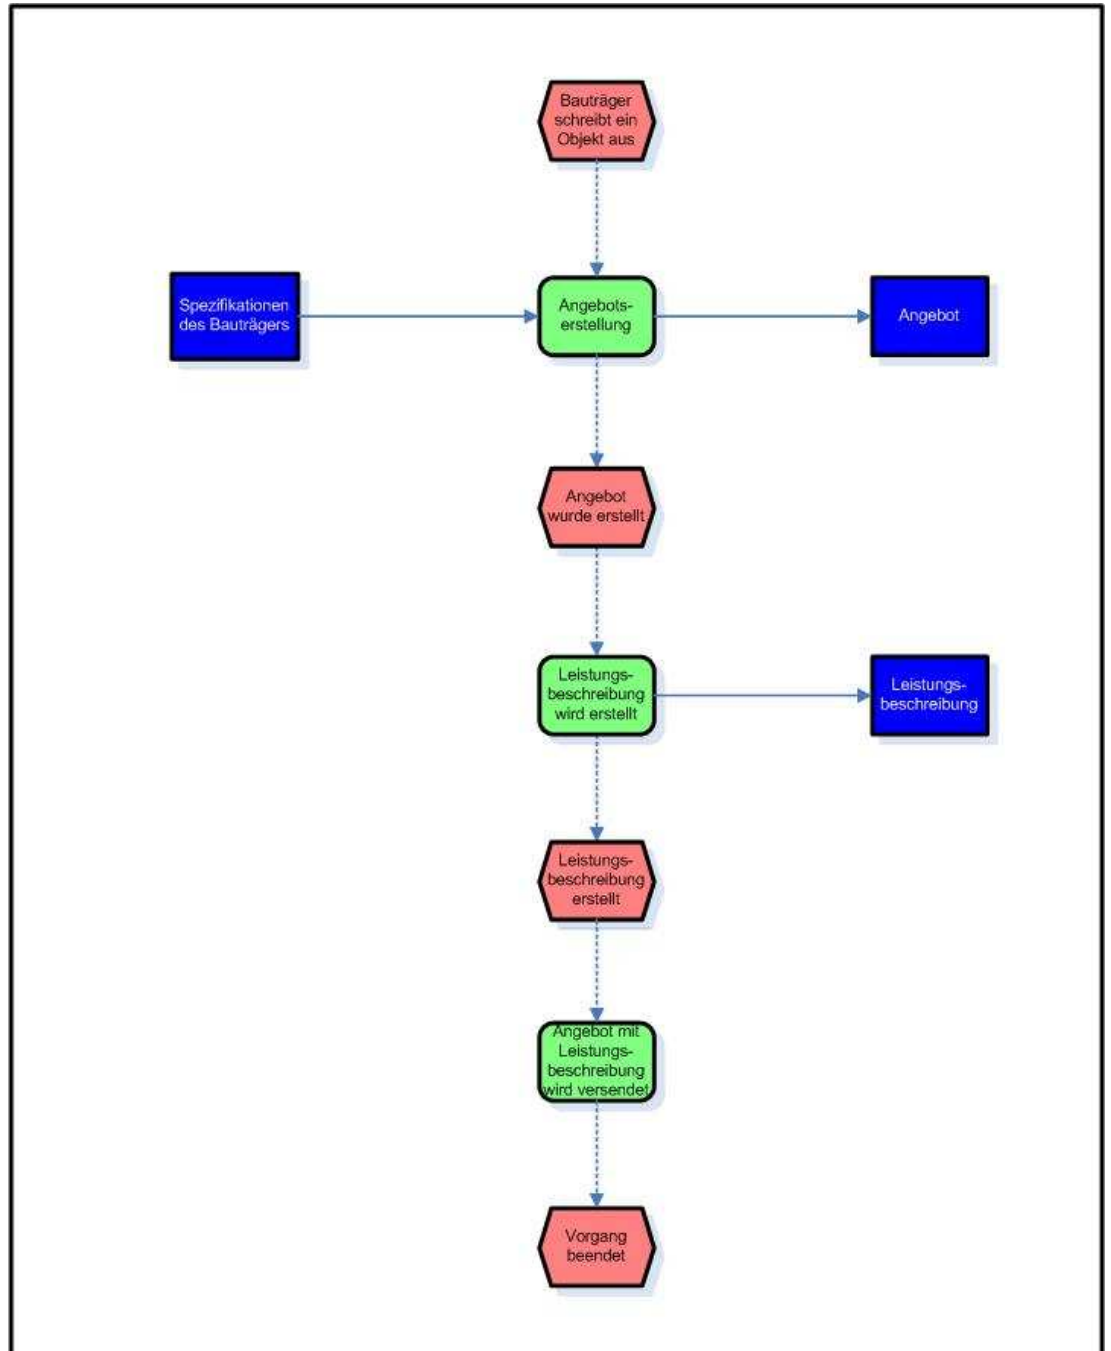 Bauträger
schreibt ein
Objekt aus
Spezifikationen
des Bauträgers
Angebots-
erstellung
Angebot
Angebot
wurde erstellt
Leistungs-
beschreibung
wird erstellt
Leistungs-
beschreibung
Leistungs-
beschreibung
erstellt
Angebot mit
Leistungs-
beschreibung
wird versendet
Vorgang
beendet